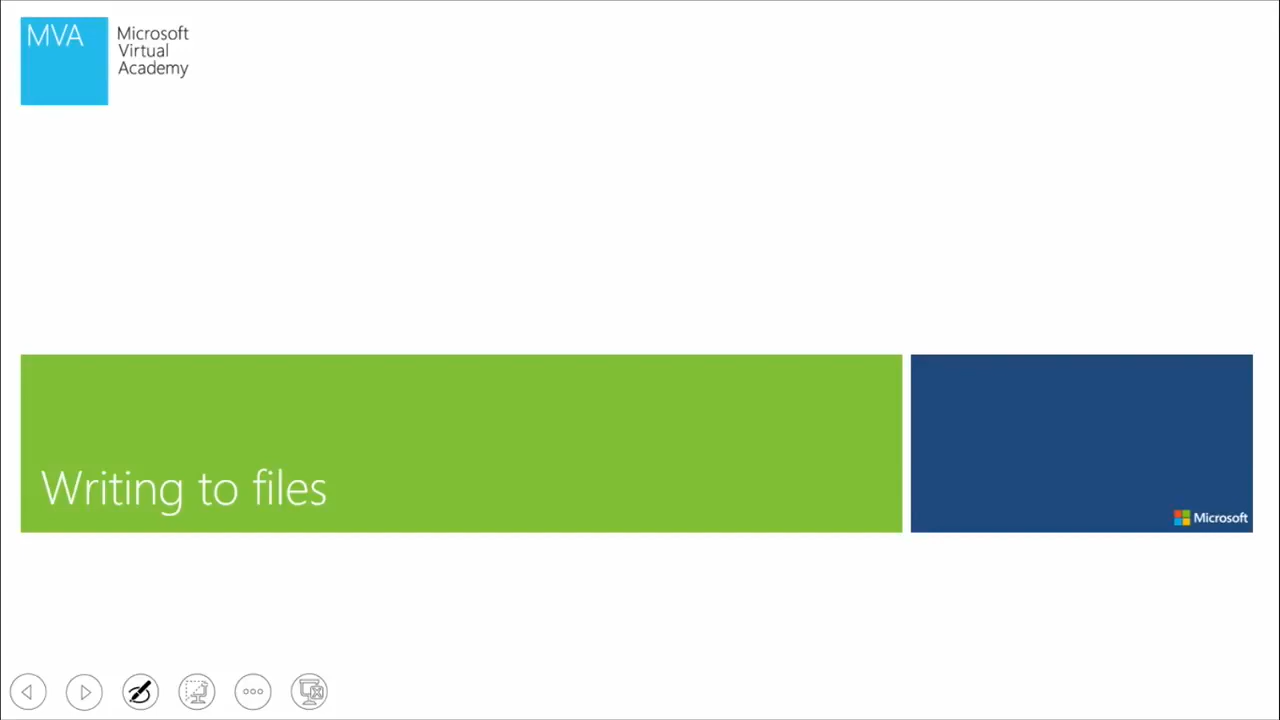 MVA
Microsoft
Virtual
Academy
Writing to files
Microsoft